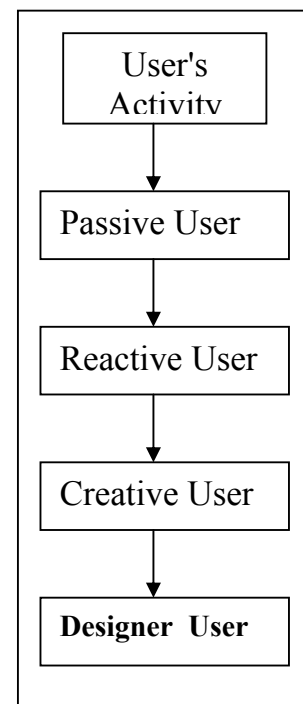 User's
Activity
Passive User
Reactive User
Creative User
Designer User